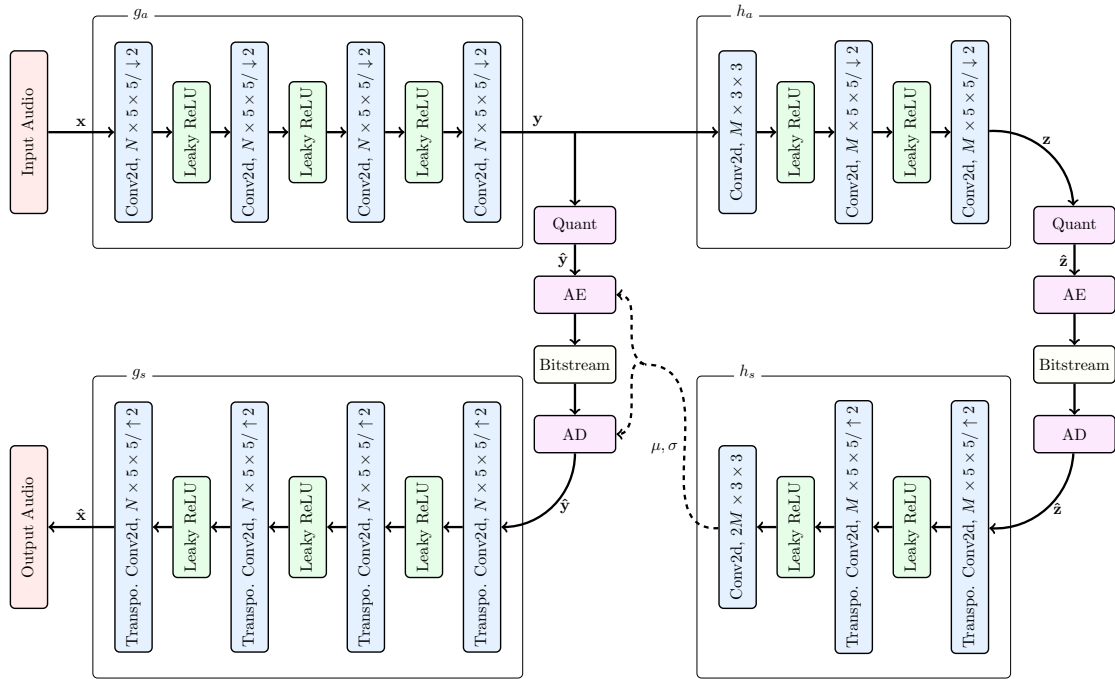 g_a
Input Audio
x
Conv2d, N × 5 × 5/ ↓ 2
Leaky ReLU
Conv2d, N × 5 × 5/ ↓ 2
Leaky ReLU
Conv2d, N × 5 × 5/ ↓ 2
Leaky ReLU
Conv2d, N × 5 × 5/ ↓ 2
y
h_a
Conv2d, M × 3 × 3
Leaky ReLU
Conv2d, M × 5 × 5/ ↓ 2
Leaky ReLU
Conv2d, M × 5 × 5/ ↓ 2
z
Quant
ŷ
AE
Bitstream
AD
ŷ
Quant
ẑ
AE
Bitstream
AD
ẑ
μ, σ
g_s
Output Audio
x̂
Transpo. Conv2d, N × 5 × 5/ ↑ 2
Leaky ReLU
Transpo. Conv2d, N × 5 × 5/ ↑ 2
Leaky ReLU
Transpo. Conv2d, N × 5 × 5/ ↑ 2
Leaky ReLU
Transpo. Conv2d, N × 5 × 5/ ↑ 2
h_s
Conv2d, 2M × 3 × 3
Leaky ReLU
Transpo. Conv2d, M × 5 × 5/ ↑ 2
Leaky ReLU
Transpo. Conv2d, M × 5 × 5/ ↑ 2